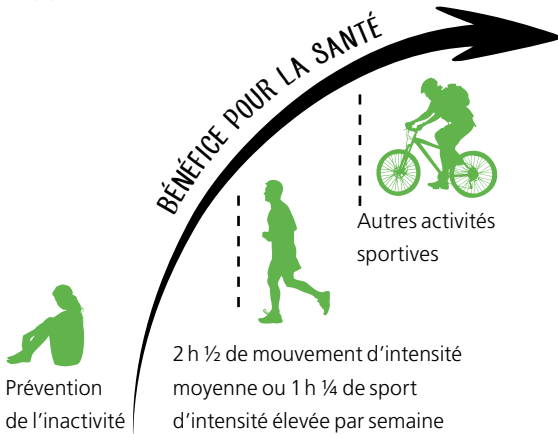 BÉNÉFICE POUR LA SANTÉ
Autres activités
sportives
2 h ½ de mouvement d’intensité
moyenne ou 1 h ¼ de sport
d’intensité élevée par semaine
Prévention
de l’inactivité